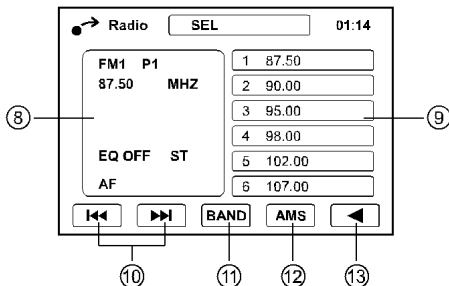 Radio SEL 01:14
FM1 P1
87.50 MHZ
EQ OFF ST
AF
1 87.50
2 90.00
3 95.00
4 98.00
5 102.00
6 107.00
BAND AMS
8
9
10 11 12 13